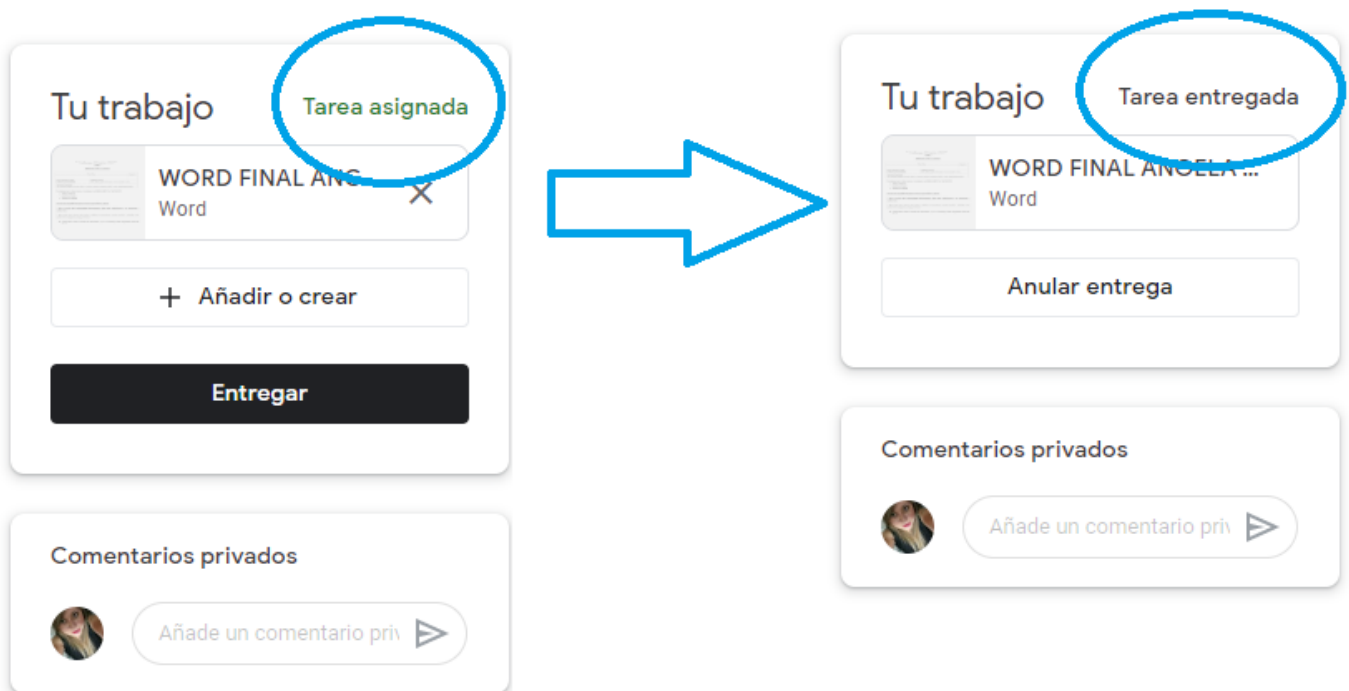 Tu trabajo
Tarea asignada
WORD FINAL ANG...
Word
+ Añadir o crear
Entregar
Comentarios privados
Añade un comentario priv
Tu trabajo
Tarea entregada
WORD FINAL ANGELA ...
Word
Anular entrega
Comentarios privados
Añade un comentario priv